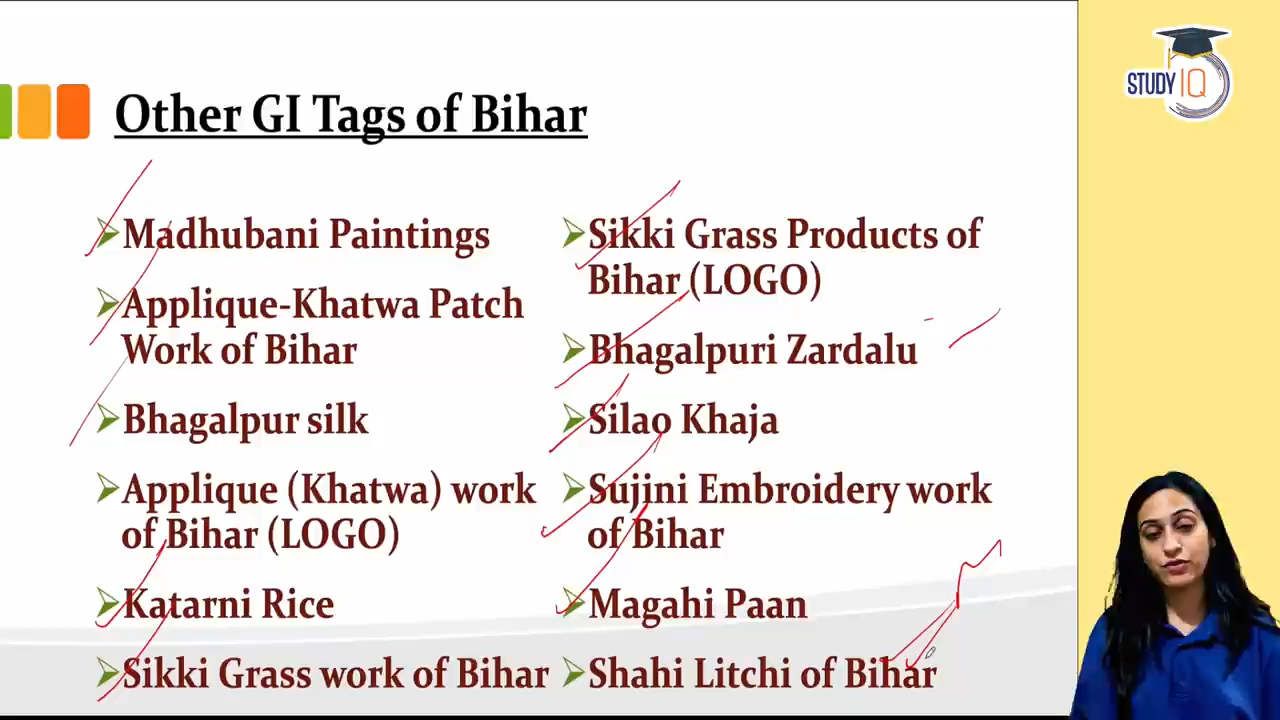 STUDY IQ
Other GI Tags of Bihar
Madhubani Paintings
Applique-Khatwa Patch
Work of Bihar
Bhagalpur silk
Applique (Khatwa) work
of Bihar (LOGO)
Katarni Rice
Sikki Grass work of Bihar
Sikki Grass Products of
Bihar (LOGO)
Bhagalpuri Zardalu
Silao Khaja
Sujini Embroidery work
of Bihar
Magahi Paan
Shahi Litchi of Bihar